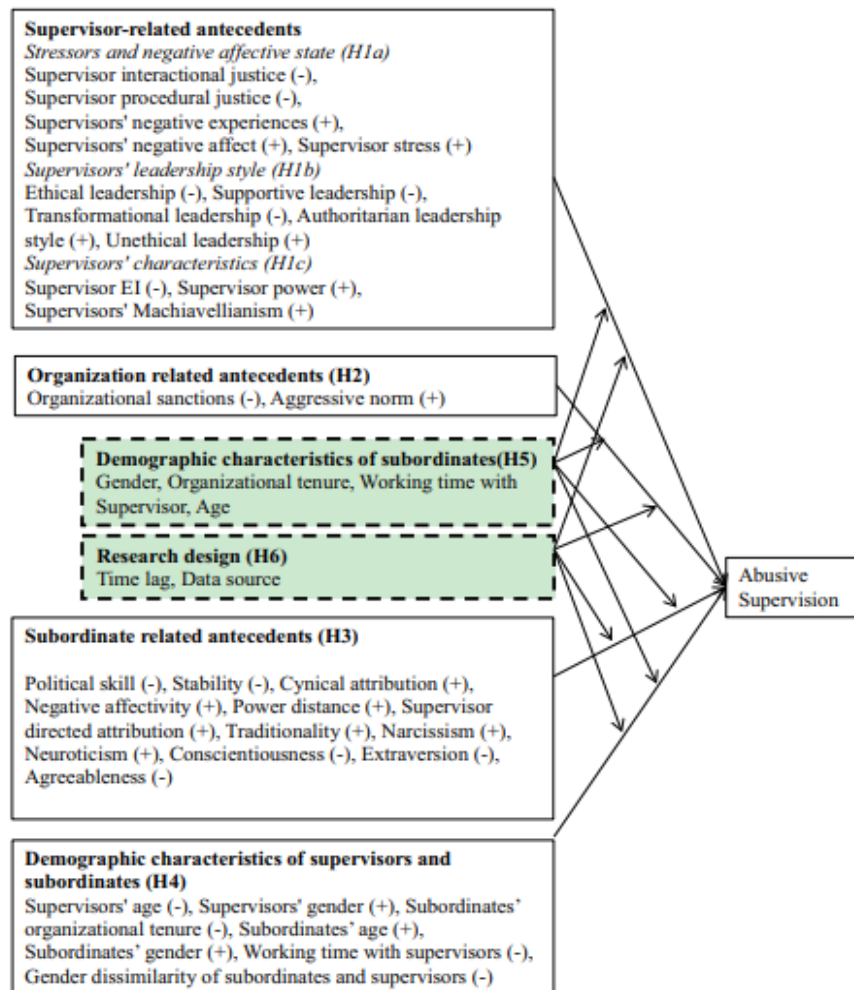 Supervisor-related antecedents
Stressors and negative affective state (H1a)
Supervisor interactional justice (-),
Supervisor procedural justice (-),
Supervisors' negative experiences (+),
Supervisors' negative affect (+), Supervisor stress (+)
Supervisors' leadership style (H1b)
Ethical leadership (-), Supportive leadership (-),
Transformational leadership (-), Authoritarian leadership
style (+), Unethical leadership (+)
Supervisors' characteristics (H1c)
Supervisor EI (-), Supervisor power (+),
Supervisors' Machiavellianism (+)
Organization related antecedents (H2)
Organizational sanctions (-), Aggressive norm (+)
Demographic characteristics of subordinates(H5)
Gender, Organizational tenure, Working time with
Supervisor, Age
Research design (H6)
Time lag, Data source
Subordinate related antecedents (H3)
Political skill (-), Stability (-), Cynical attribution (+),
Negative affectivity (+), Power distance (+), Supervisor
directed attribution (+), Traditionality (+), Narcissism (+),
Neuroticism (+), Conscientiousness (-), Extraversion (-),
Agreeableness (-)
Demographic characteristics of supervisors and
subordinates (H4)
Supervisors' age (-), Supervisors' gender (+), Subordinates’
organizational tenure (-), Subordinates’ age (+),
Subordinates’ gender (+), Working time with supervisors (-),
Gender dissimilarity of subordinates and supervisors (-)
Abusive
Supervision